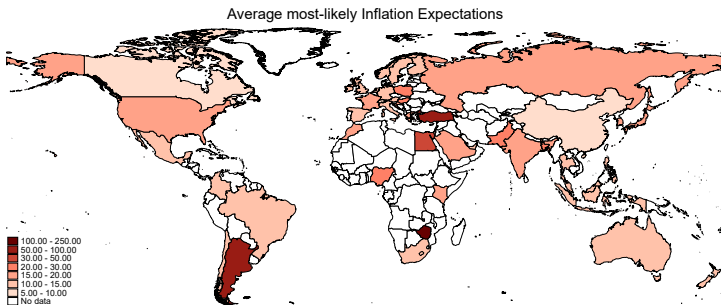 Average most-likely Inflation Expectations
100.00 - 250.00
50.00 - 100.00
30.00 - 50.00
20.00 - 30.00
15.00 - 20.00
10.00 - 15.00
5.00 - 10.00
No data